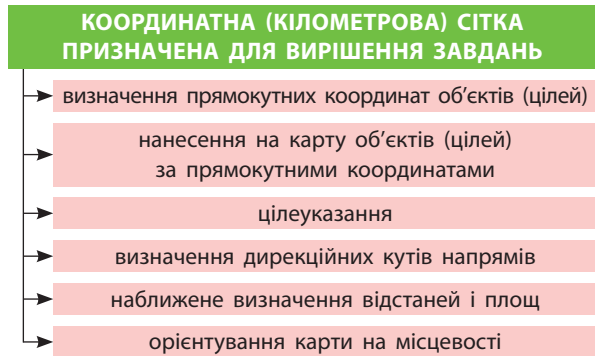 КООРДИНАТНА (КІЛОМЕТРОВА) СІТКА
ПРИЗНАЧЕНА ДЛЯ ВИРІШЕННЯ ЗАВДАНЬ
визначення прямокутних координат об’єктів (цілей)
нанесення на карту об’єктів (цілей)
за прямокутними координатами
цілеуказання
визначення дирекційних кутів напрямів
наближене визначення відстаней і площ
орієнтування карти на місцевості